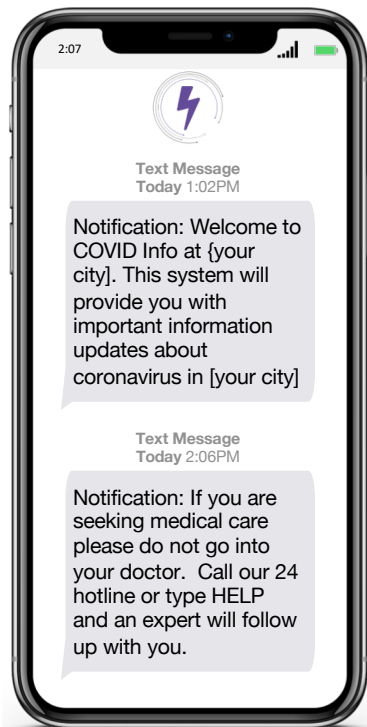 2:07
Text Message
Today 1:02PM
Notification: Welcome to
COVID Info at {your
city]. This system will
provide you with
important information
updates about
coronavirus in [your city]
Text Message
Today 2:06PM
Notification: If you are
seeking medical care
please do not go into
your doctor.  Call our 24
hotline or type HELP
and an expert will follow
up with you.